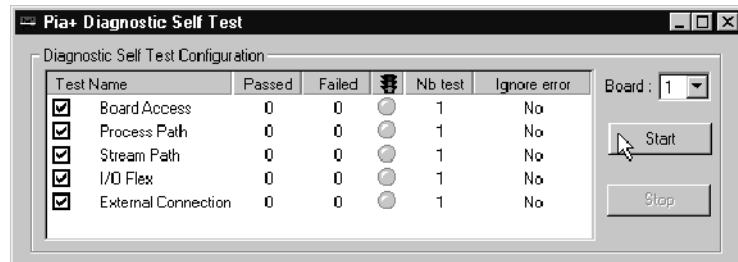 Pia+ Diagnostic Self Test
Diagnostic Self Test Configuration
Test Name Passed Failed Nb test Ignore error
Board : 1
Board Access 0 0 1 No
Process Path 0 0 1 No
Start
Stream Path 0 0 1 No
I/O Flex 0 0 1 No
External Connection 0 0 1 No
Stop